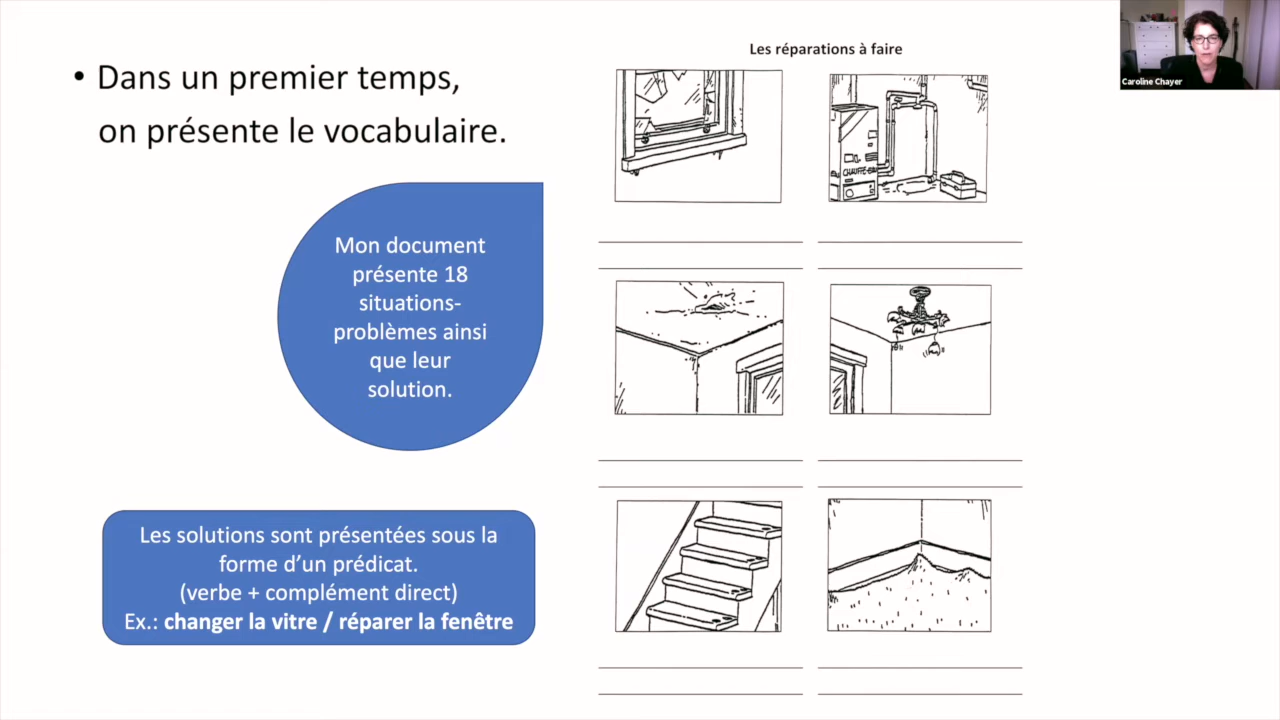 • Dans un premier temps,
on présente le vocabulaire.
Mon document
présente 18
situations-
problèmes ainsi
que leur
solution.
Les solutions sont présentées sous la
forme d'un prédicat.
(verbe + complément direct)
Ex.: changer la vitre / réparer la fenêtre
Les réparations à faire
Caroline Chayer